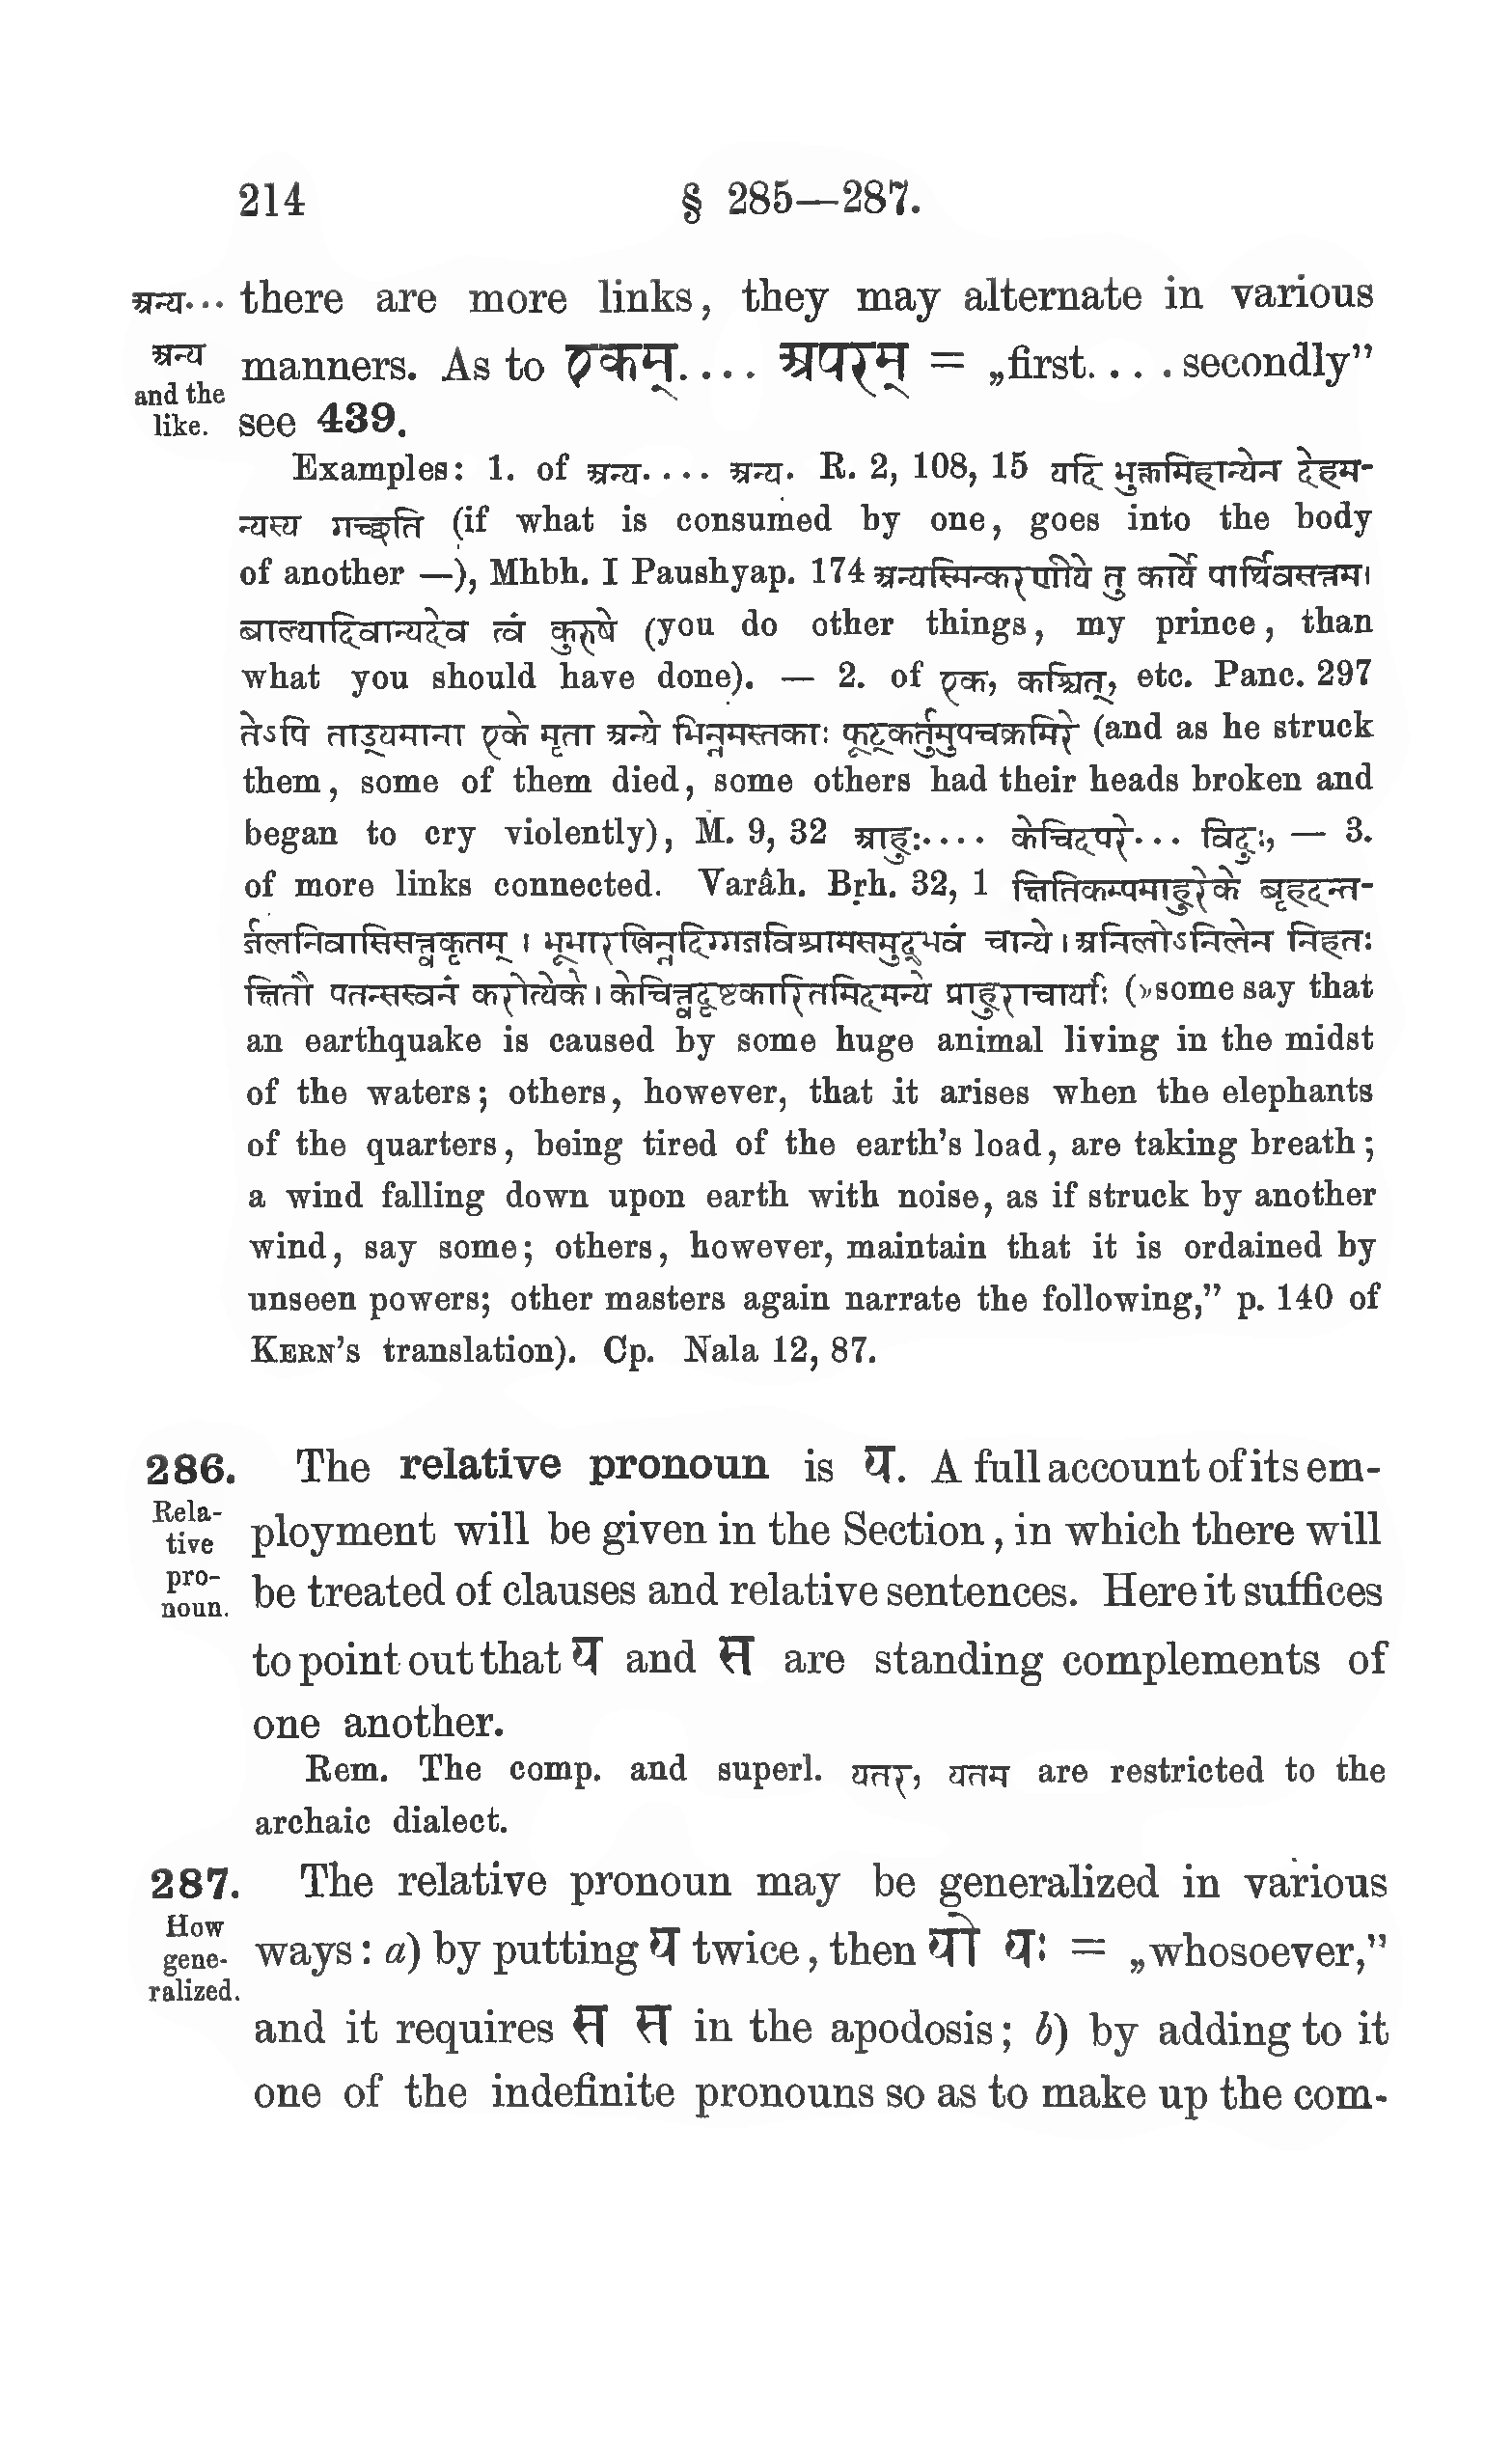 214 § 285—287.
अन्य... there are more links, they may alternate in various
अन्य manners. As to एकम्.... अपरम् = „first.... secondly”
and the
like. see 439.
Examples: 1. of अन्य.... अन्य. R. 2, 108, 15 यदि भुक्तमिहान्येन देहम-
न्यस्य गच्छति (if what is consumed by one, goes into the body
of another —), Mhbh. I Paushyap. 174 अन्यस्मिन्करणीये तु कार्ये पार्थिवसत्तम।
बाल्यादिवान्यदेव त्वं कुरुषे (you do other things, my prince, than
what you should have done). — 2. of एक, कश्चित्, etc. Panc. 297
तेऽपि ताड्यमाना एके मृता अन्ये भिन्नमस्तकाः फूत्कर्तुमुपचक्रमिरे (and as he struck
them, some of them died, some others had their heads broken and
began to cry violently), M. 9, 32 आहुः.... केचिदपरे... विदुः, — 3.
of more links connected. Varâh. Bṛh. 32, 1 क्षितिकम्पमाहुरेके बृहदन्त-
र्जलनिवासिसत्त्वकृतम् । भूभारखिन्नदिग्गजविश्रामसमुद्भवं चान्ये । अनिलोऽनिलेन निहतः
क्षितौ पतन्सस्वनं करोत्येके । केचित्त्वदृष्टकारितमिदमन्ये प्राहुराचार्याः (»some say that
an earthquake is caused by some huge animal living in the midst
of the waters; others, however, that it arises when the elephants
of the quarters, being tired of the earth’s load, are taking breath;
a wind falling down upon earth with noise, as if struck by another
wind, say some; others, however, maintain that it is ordained by
unseen powers; other masters again narrate the following,” p. 140 of
KERN’S translation). Cp. Nala 12, 87.
286. The relative pronoun is य. A full account of its em-
Rela-
tive ployment will be given in the Section, in which there will
pro-
noun. be treated of clauses and relative sentences. Here it suffices
to point out that य and स are standing complements of
one another.
Rem. The comp. and superl. यतर, यतम are restricted to the
archaic dialect.
287. The relative pronoun may be generalized in various
How
gene- ways: a) by putting य twice, then यो यः = „whosoever,”
ralized.
and it requires स स in the apodosis; b) by adding to it
one of the indefinite pronouns so as to make up the com-